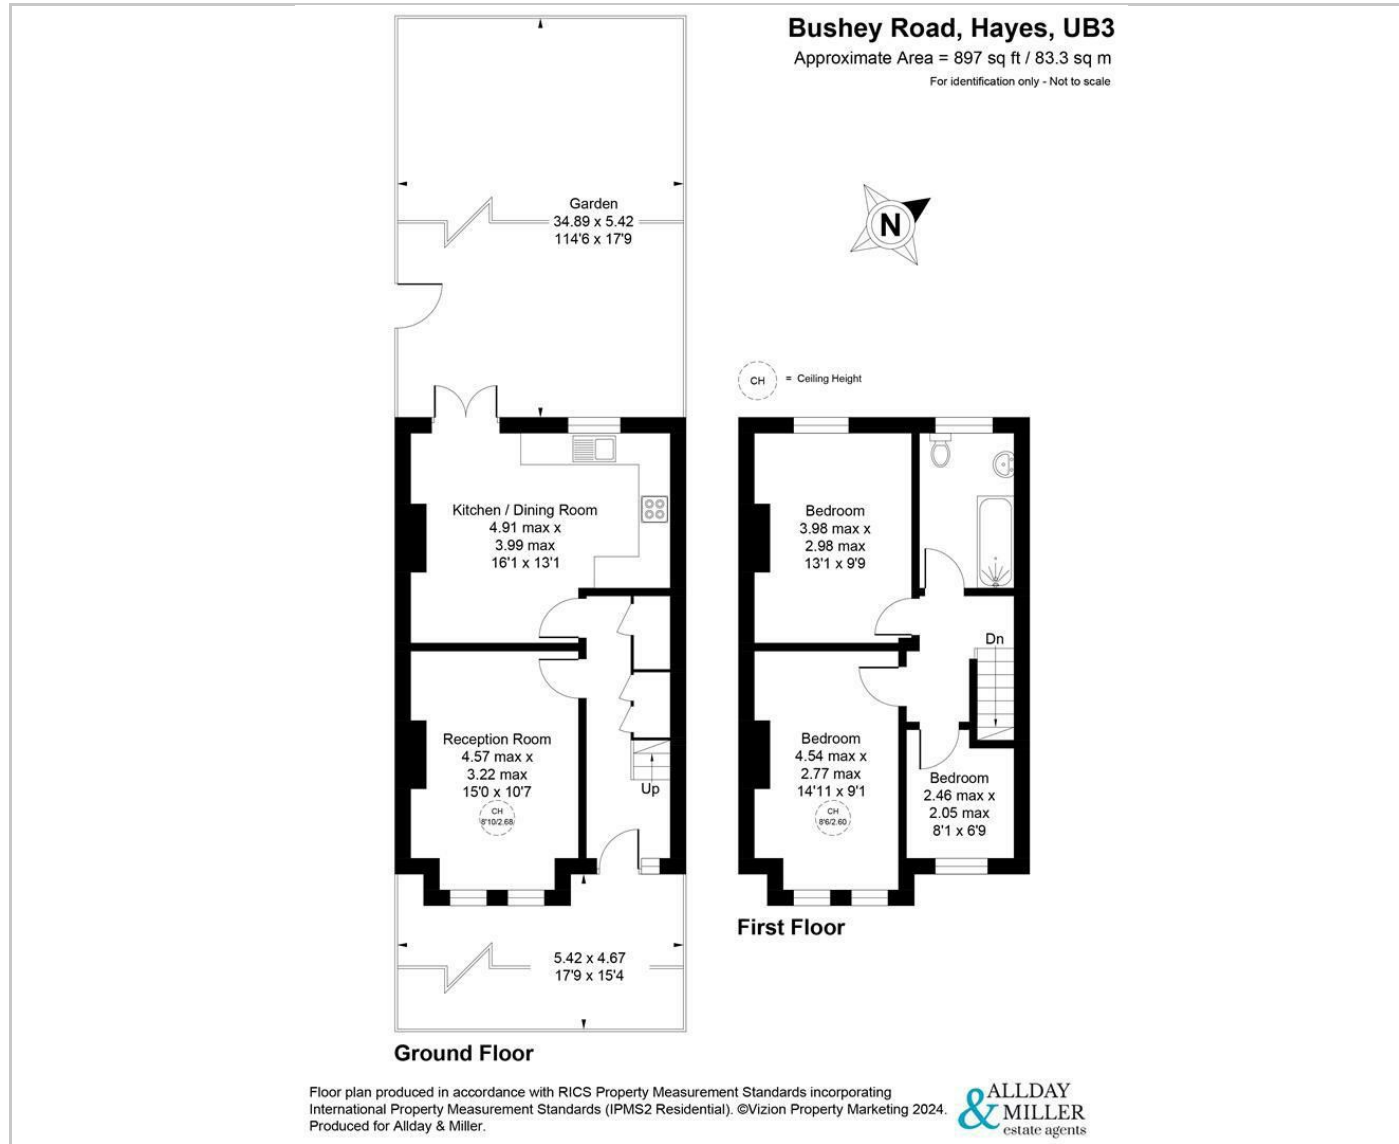 Bushey Road, Hayes, UB3
Approximate Area = 897 sq ft / 83.3 sq m
For identification only - Not to scale
Garden
34.89 x 5.42
114'6 x 17'9
N
CH = Ceiling Height
Kitchen / Dining Room
4.91 max x
3.99 max
16'1 x 13'1
Bedroom
3.98 max x
2.98 max
13'1 x 9'9
Dn
Reception Room
4.57 max x
3.22 max
15'0 x 10'7
CH
8'10/2.68
Up
Bedroom
4.54 max x
2.77 max
14'11 x 9'1
CH
8'6/2.60
Bedroom
2.46 max x
2.05 max
8'1 x 6'9
First Floor
5.42 x 4.67
17'9 x 15'4
Ground Floor
Floor plan produced in accordance with RICS Property Measurement Standards incorporating
International Property Measurement Standards (IPMS2 Residential). ©Vizion Property Marketing 2024.
Produced for Allday & Miller.
ALLDAY
& MILLER
estate agents